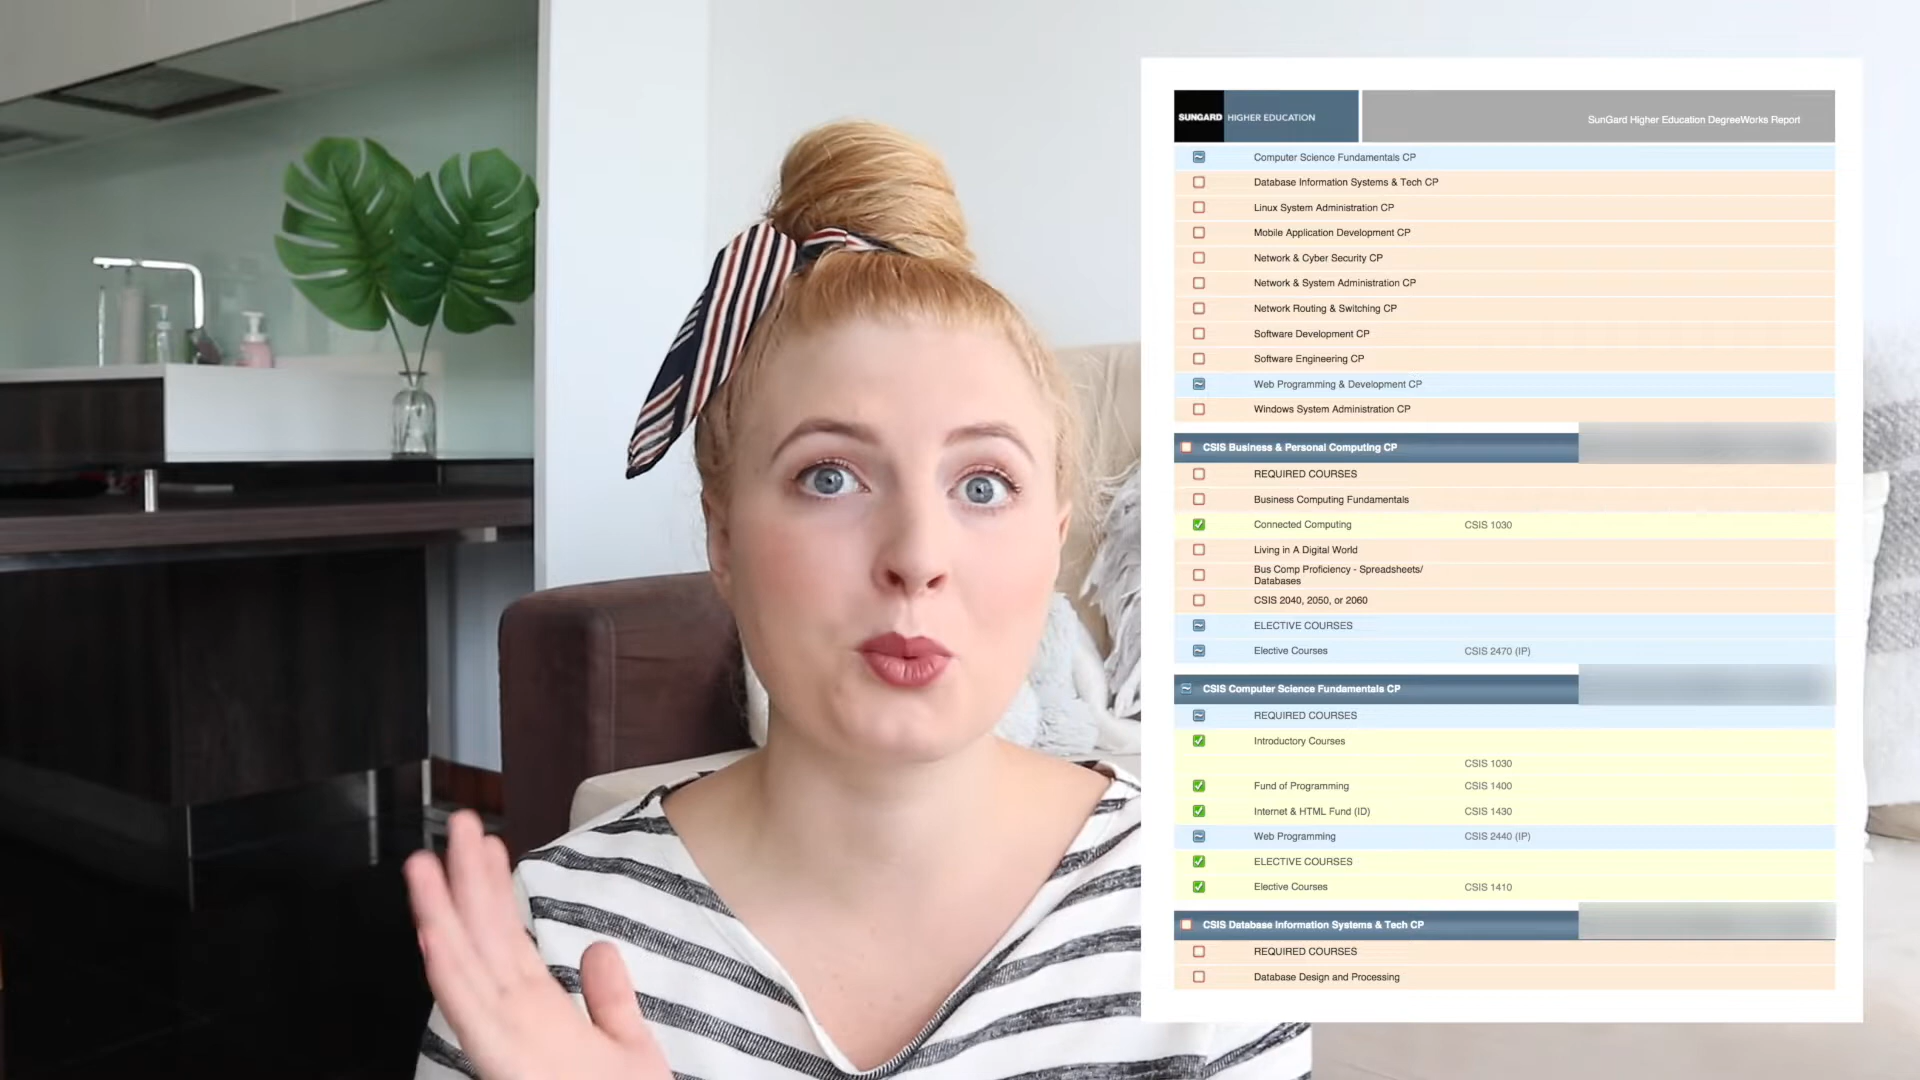 SUNGARD HIGHER EDUCATION
SunGard Higher Education DegreeWorks Report
Computer Science Fundamentals CP
Database Information Systems & Tech CP
Linux System Administration CP
Mobile Application Development CP
Network & Cyber Security CP
Network & System Administration CP
Network Routing & Switching CP
Software Development CP
Software Engineering CP
Web Programming & Development CP
Windows System Administration CP
CSIS Business & Personal Computing CP
REQUIRED COURSES
Business Computing Fundamentals
Connected Computing CSIS 1030
Living in A Digital World
Bus Comp Proficiency - Spreadsheets/
Databases
CSIS 2040, 2050, or 2060
ELECTIVE COURSES
Elective Courses CSIS 2470 (IP)
CSIS Computer Science Fundamentals CP
REQUIRED COURSES
Introductory Courses
CSIS 1030
Fund of Programming CSIS 1400
Internet & HTML Fund (ID) CSIS 1430
Web Programming CSIS 2440 (IP)
ELECTIVE COURSES
Elective Courses CSIS 1410
CSIS Database Information Systems & Tech CP
REQUIRED COURSES
Database Design and Processing